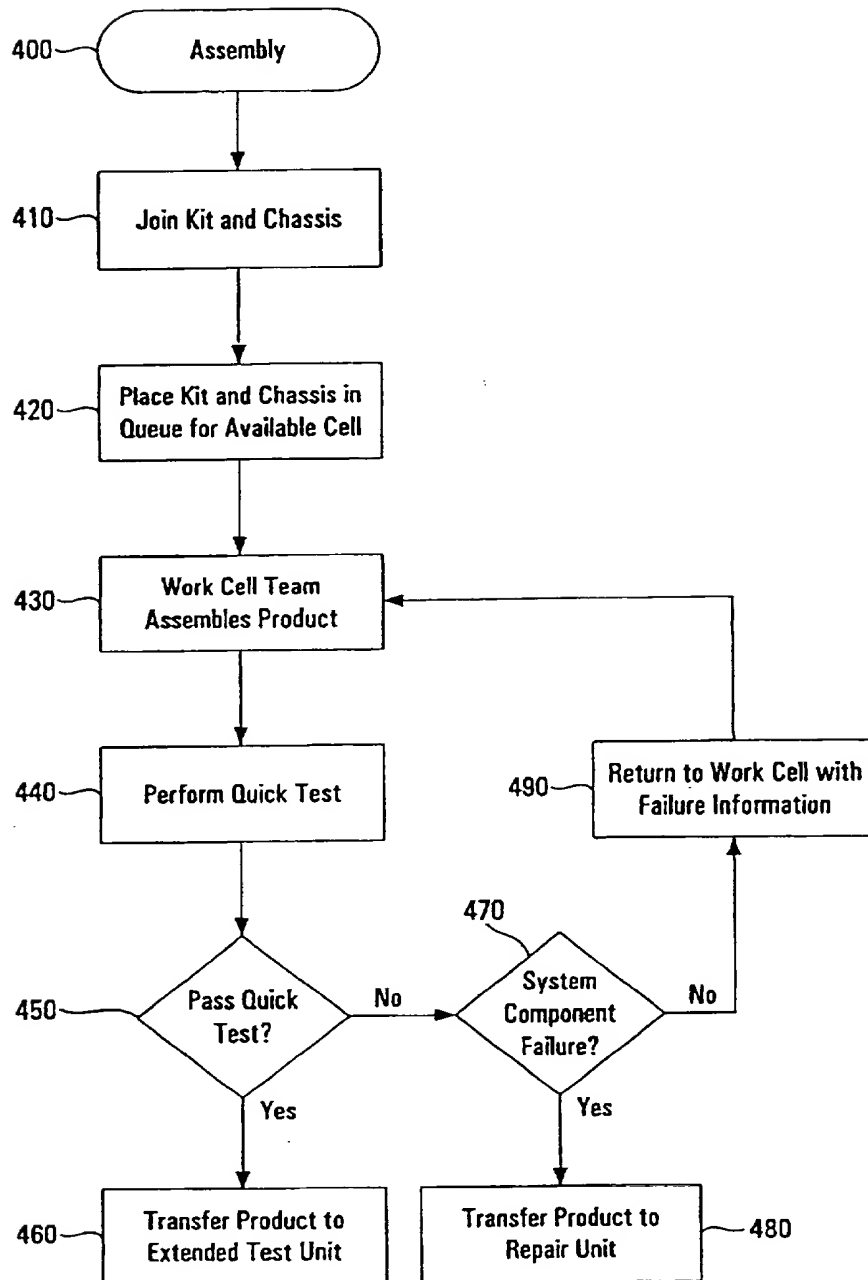 400
Assembly
410
Join Kit and Chassis
420
Place Kit and Chassis in
Queue for Available Cell
430
Work Cell Team
Assembles Product
440
Perform Quick Test
490
Return to Work Cell with
Failure Information
450
Pass Quick
Test?
No
Yes
470
System
Component
Failure?
No
Yes
460
Transfer Product to
Extended Test Unit
Transfer Product to
Repair Unit
480